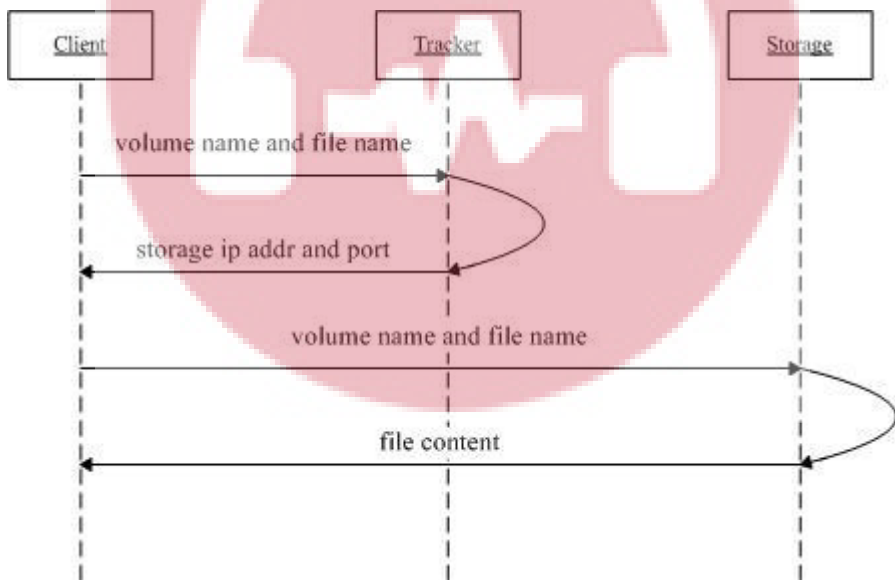 Client
Tracker
Storage
volume name and file name
storage ip addr and port
volume name and file name
file content